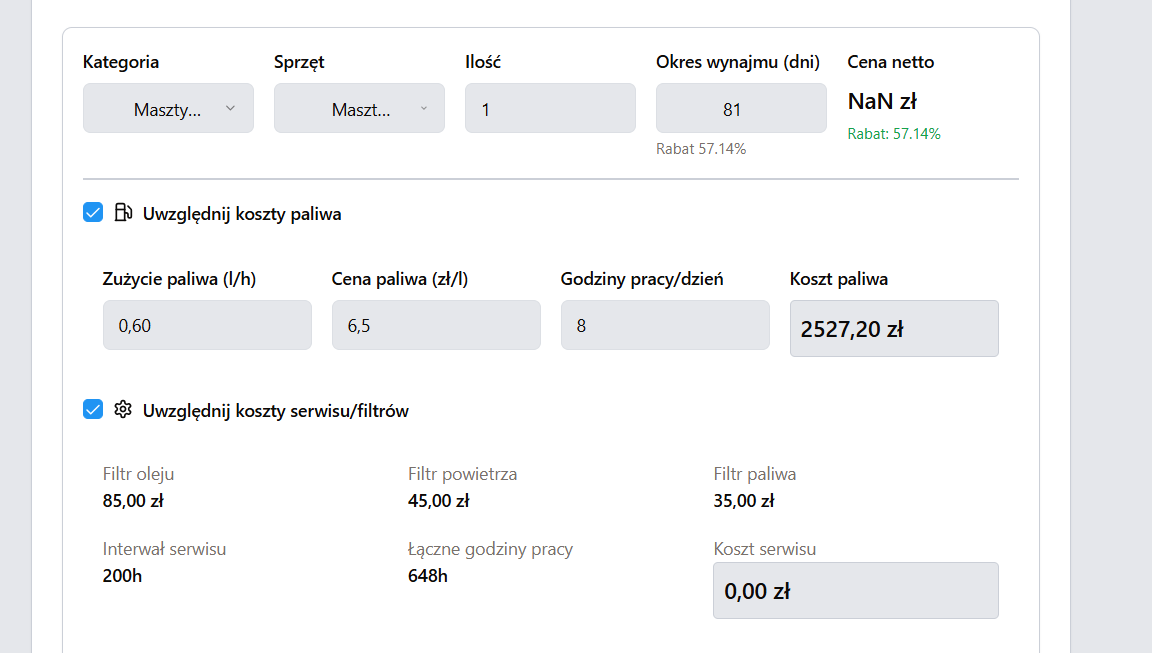 Kategoria Sprzęt Ilość Okres wynajmu (dni) Cena netto
Maszty... Maszt... 1 81 NaN zł
Rabat 57.14% Rabat: 57.14%
Uwzględnij koszty paliwa
Zużycie paliwa (l/h) Cena paliwa (zł/l) Godziny pracy/dzień Koszt paliwa
0,60 6,5 8 2527,20 zł
Uwzględnij koszty serwisu/filtrów
Filtr oleju Filtr powietrza Filtr paliwa
85,00 zł 45,00 zł 35,00 zł
Interwał serwisu Łączne godziny pracy Koszt serwisu
200h 648h 0,00 zł